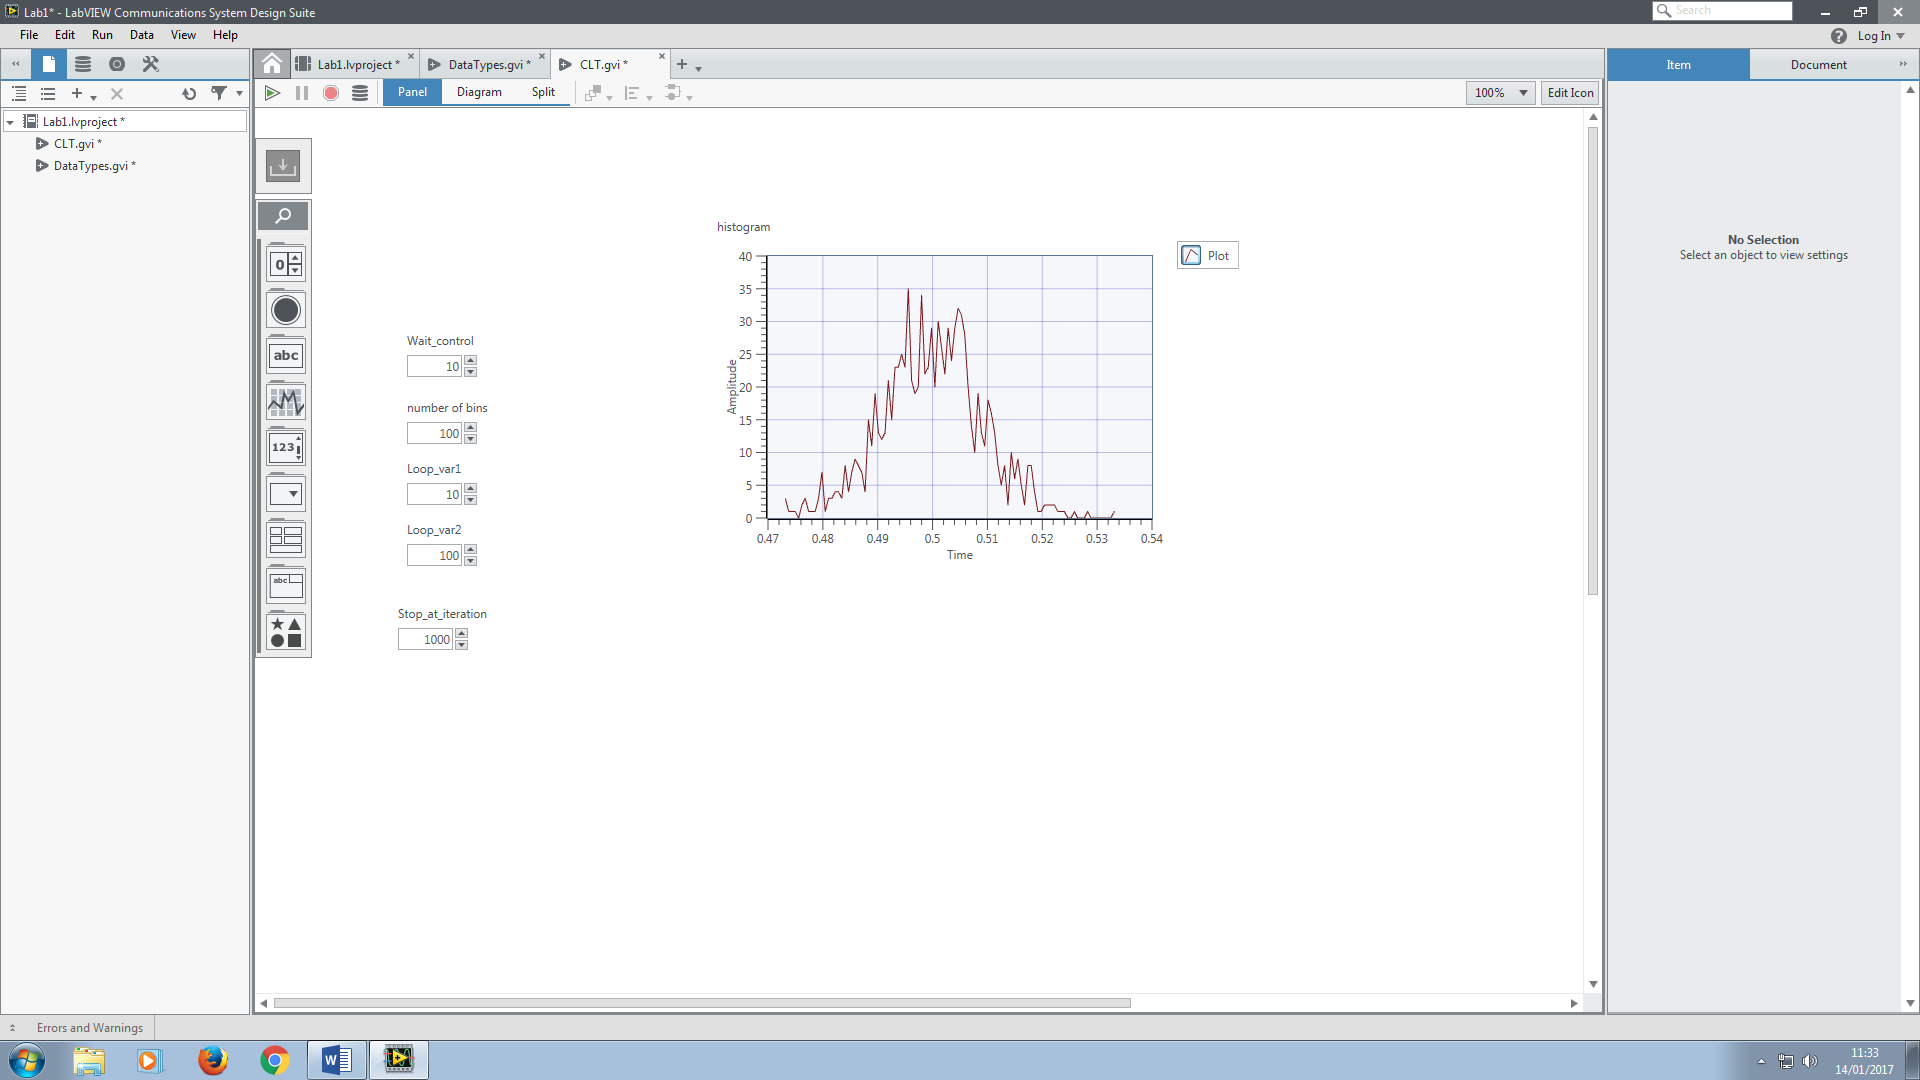 Lab1* - LabVIEW Communications System Design Suite
Search
File Edit Run Data View Help
Log In
Lab1.lvproject *
DataTypes.gvi *
CLT.gvi *
Item
Document
Panel
Diagram
Split
100%
Edit Icon
Lab1.lvproject *
CLT.gvi *
DataTypes.gvi *
No Selection
Select an object to view settings
0
abc
123
abc
Wait_control
10
number of bins
100
Loop_var1
10
Loop_var2
100
Stop_at_iteration
1000
histogram
Plot
Amplitude
40
35
30
25
20
15
10
5
0
0.47 0.48 0.49 0.5 0.51 0.52 0.53 0.54
Time
Errors and Warnings
W
11:33
14/01/2017